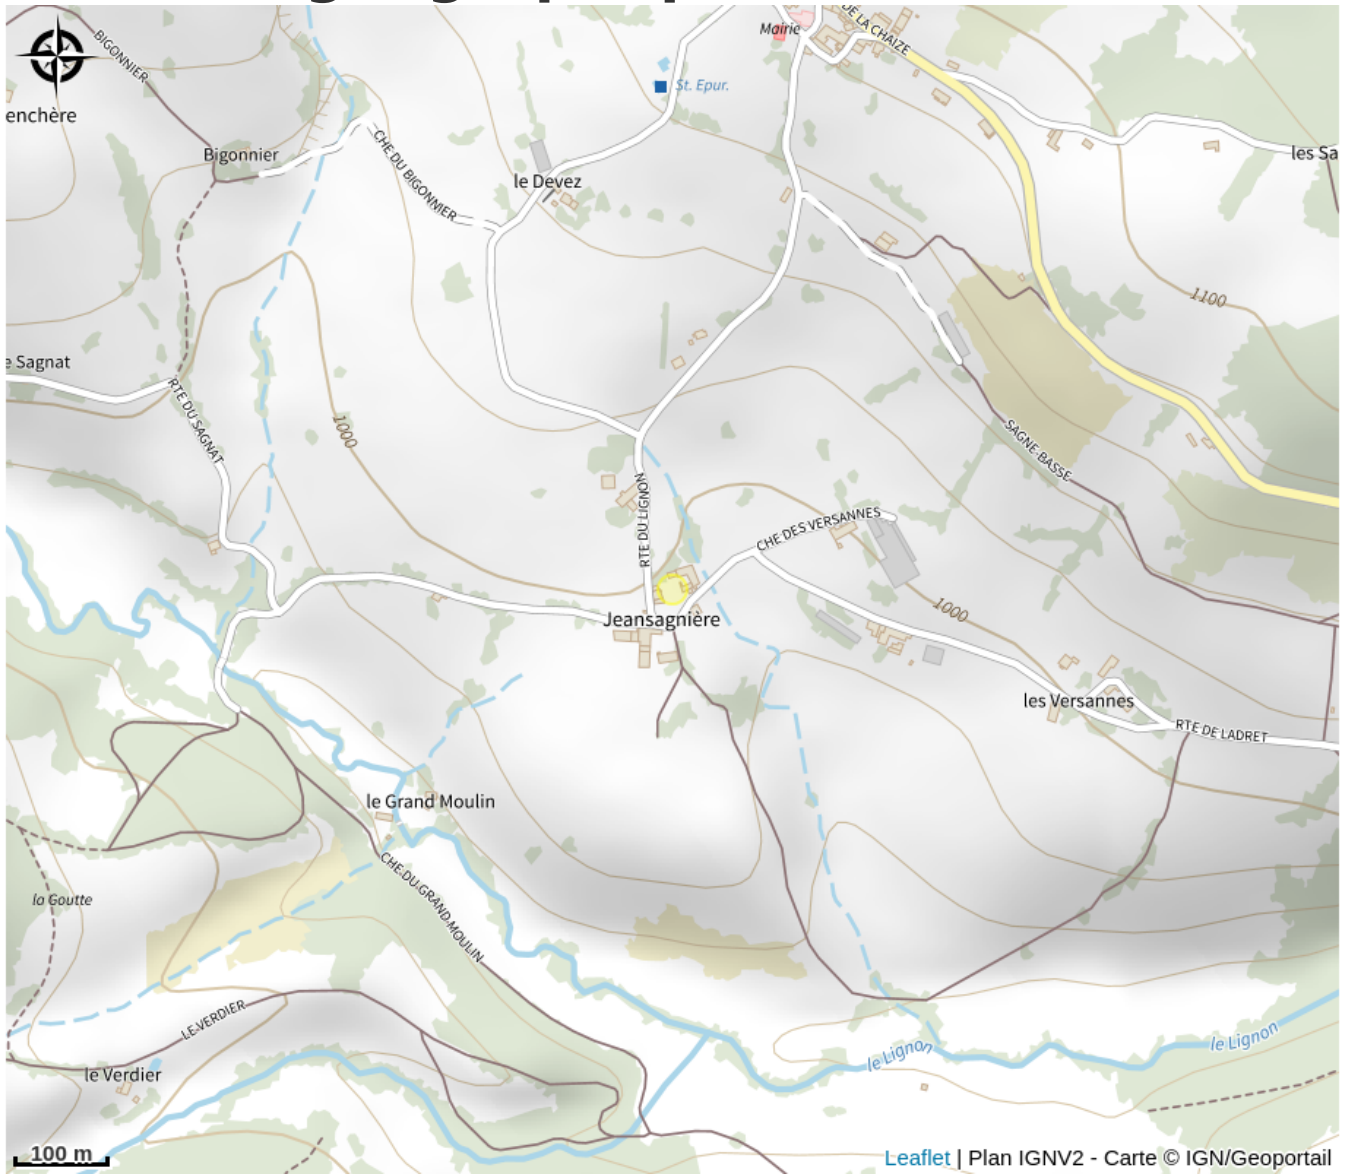 BIGONNIER
Mairie
DE LA CHAIZE
St. Epur.
enchère
Bigonnier
CHE DU BIGONNIER
le Devez
les Sa
1100
e Sagnat
RTE DU SAGNAT
1000
SAGNE-BASSE
RTE DU LIGNON
CHE DES VERSANNES
1000
Jeansagnière
les Versannes
RTE DE LADRET
le Grand Moulin
CHE DU GRAND MOULIN
la Goutte
LE VERDIER
le Lignon
le Lignon
le Verdier
100 m
Leaflet | Plan IGNV2 - Carte © IGN/Geoportail